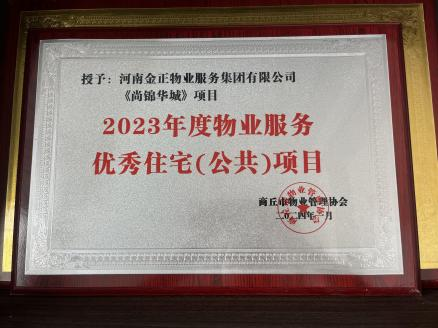 授予：河南金正物业服务集团有限公司
《尚锦华城》项目
2023年度物业服务
优秀住宅(公共)项目
商丘市物业管理协会
二〇二四年一月